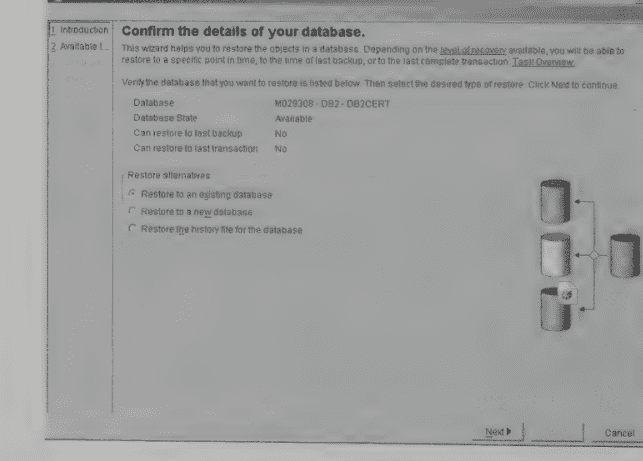 1. Introduction
2. Available I...
Confirm the details of your database.
This wizard helps you to restore the objects in a database. Depending on the level of recovery available, you will be able to
restore to a specific point in time, to the time of last backup, or to the last complete transaction. Task Overview.
Verify the database that you want to restore is listed below. Then select the desired type of restore. Click Next to continue.
Database M029308 - DB2 - DB2CERT
Database State Available
Can restore to last backup No
Can restore to last transaction No
Restore alternatives
Restore to an existing database
Restore to a new database
Restore the history file for the database
Next
Cancel